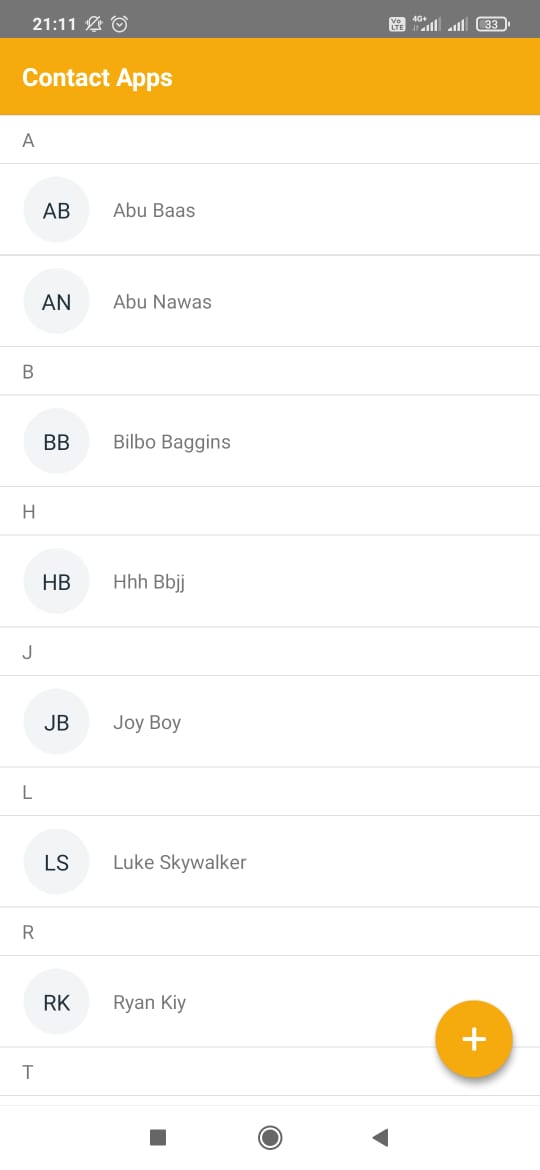 21:11 Vo LTE 4G+ 33
Contact Apps
A
AB Abu Baas
AN Abu Nawas
B
BB Bilbo Baggins
H
HB Hhh Bbjj
J
JB Joy Boy
L
LS Luke Skywalker
R
RK Ryan Kiy
+
T